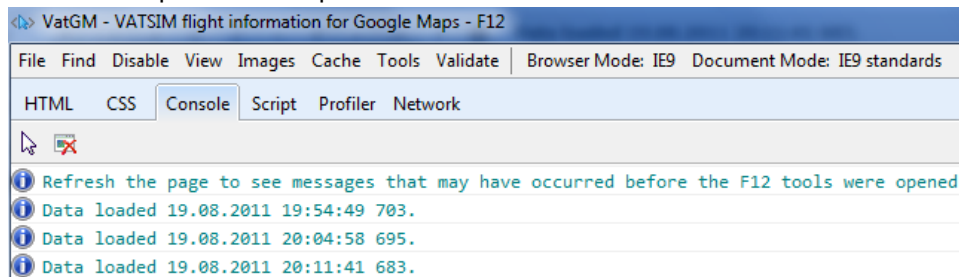 VatGM - VATSIM flight information for Google Maps - F12
File Find Disable View Images Cache Tools Validate Browser Mode: IE9 Document Mode: IE9 standards
HTML CSS Console Script Profiler Network
Refresh the page to see messages that may have occurred before the F12 tools were opened
Data loaded 19.08.2011 19:54:49 703.
Data loaded 19.08.2011 20:04:58 695.
Data loaded 19.08.2011 20:11:41 683.